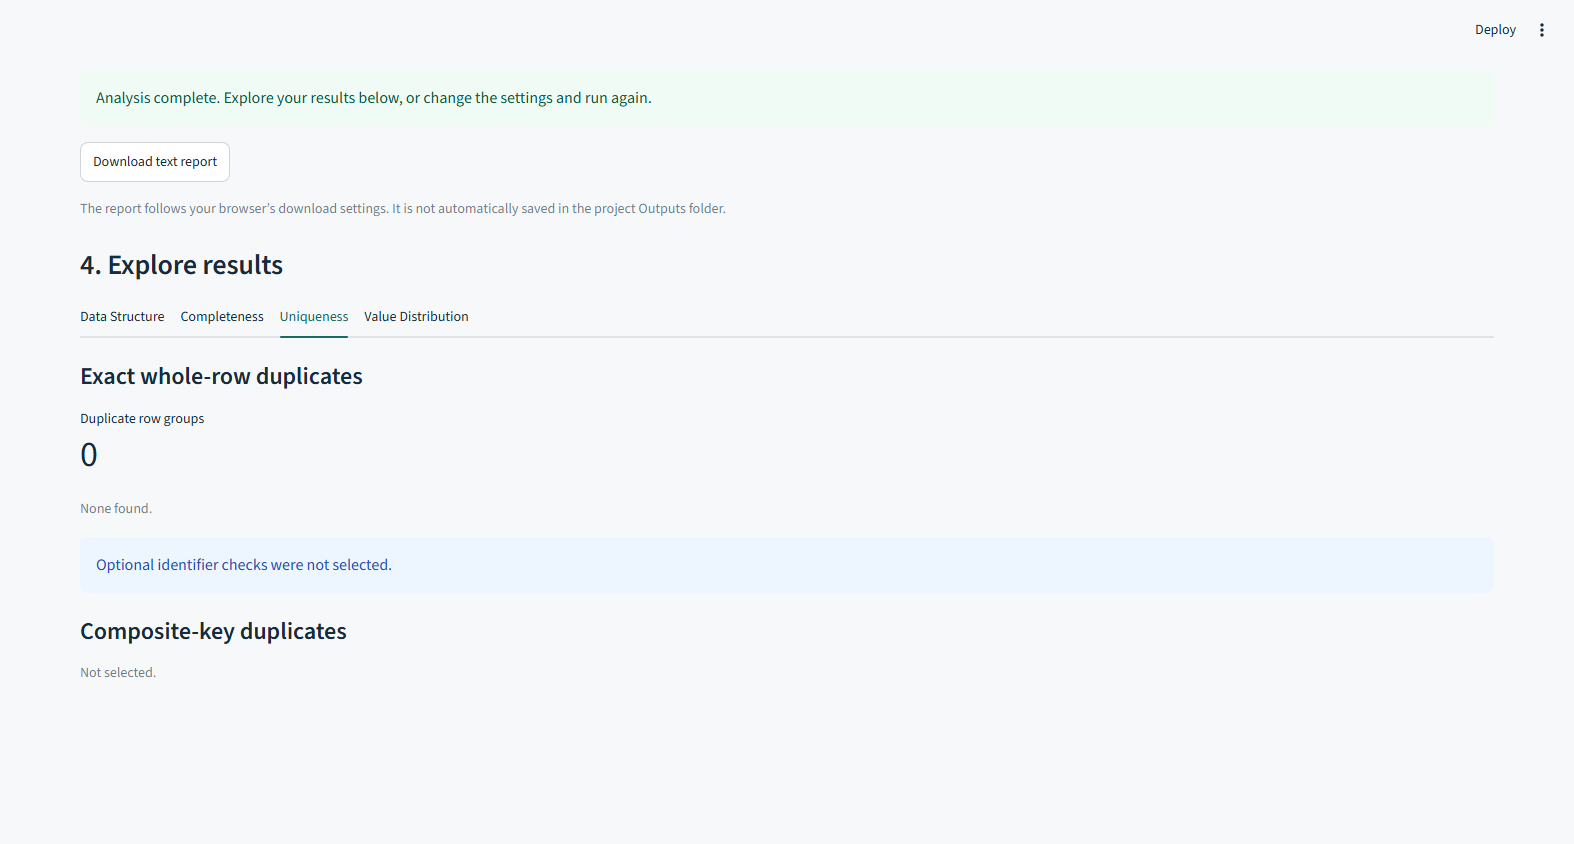 Deploy
Analysis complete. Explore your results below, or change the settings and run again.
Download text report
The report follows your browser's download settings. It is not automatically saved in the project Outputs folder.
4. Explore results
Data Structure Completeness Uniqueness Value Distribution
Exact whole-row duplicates
Duplicate row groups
0
None found.
Optional identifier checks were not selected.
Composite-key duplicates
Not selected.